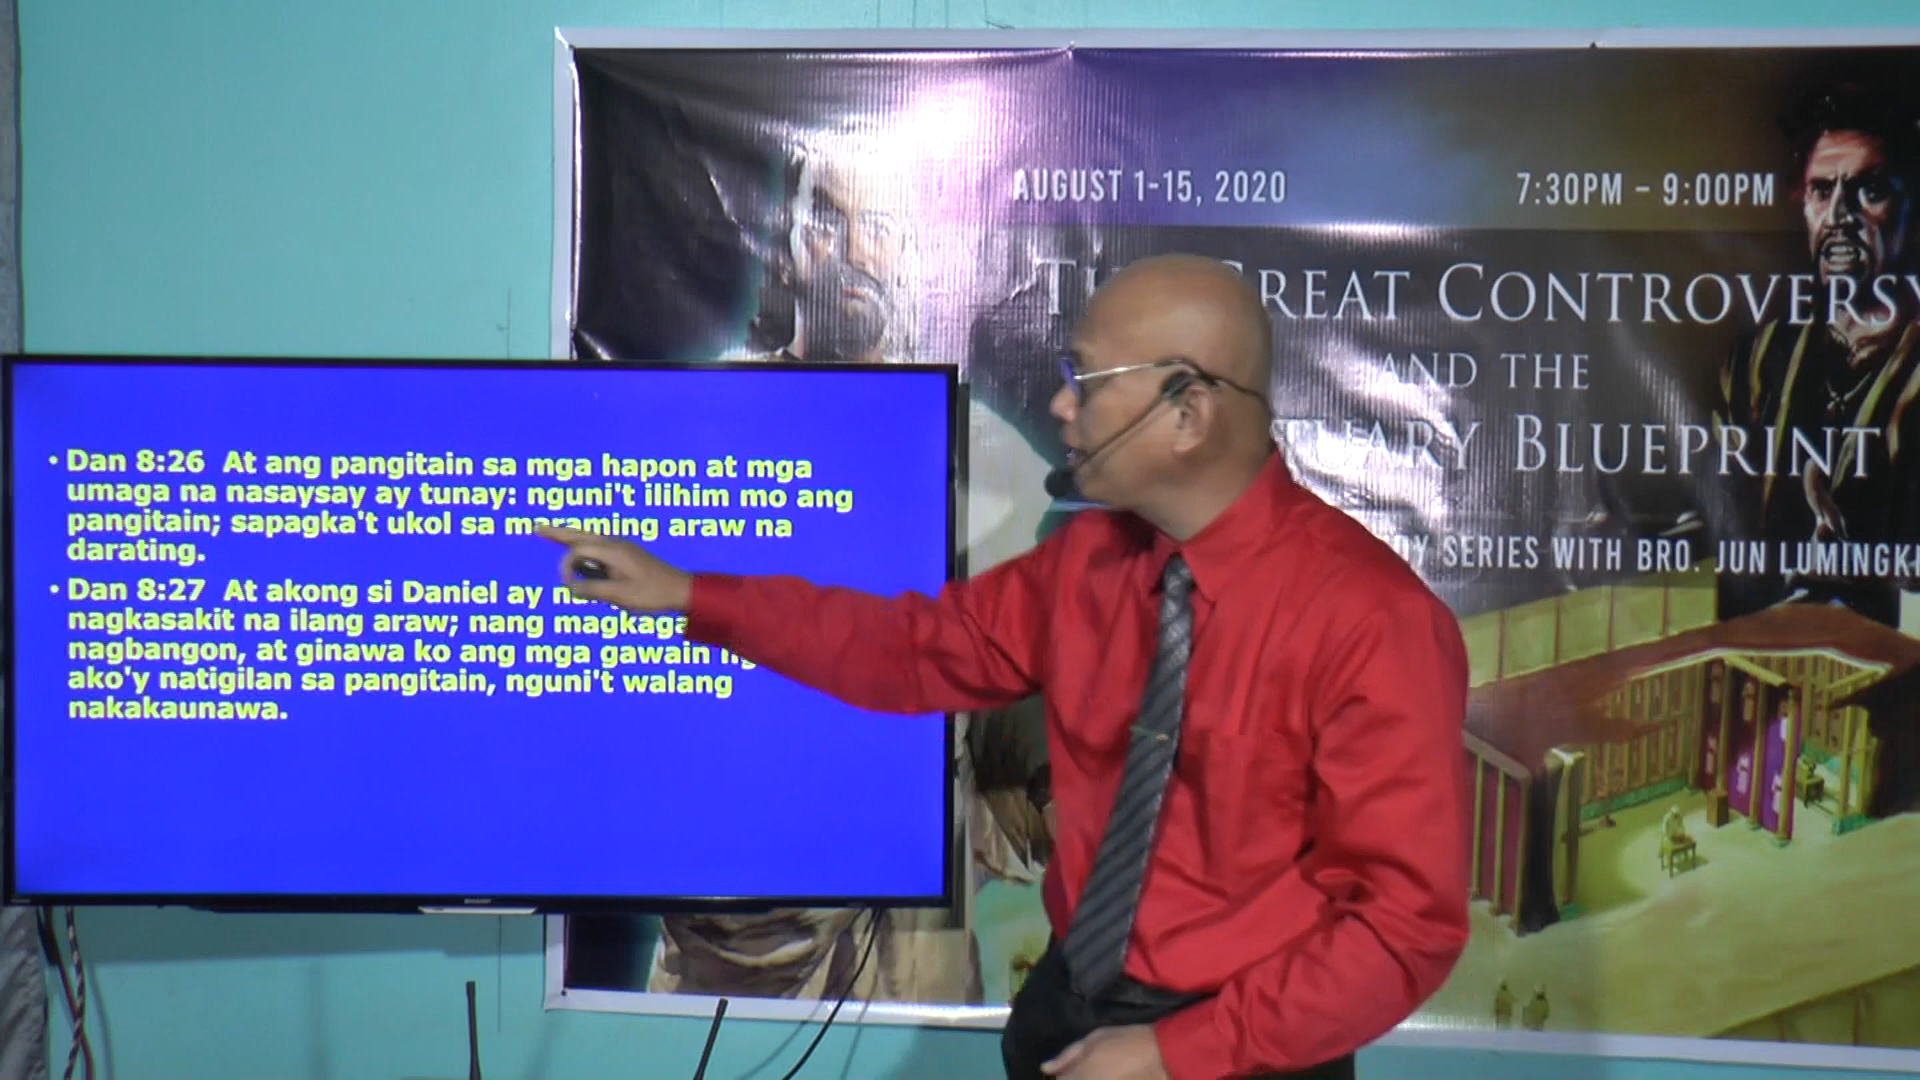 AUGUST 1-15, 2020
7:30PM – 9:00PM
GREAT CONTROVERSY
AND THE
BLUEPRINT
SERIES WITH BRO. JUN
• Dan 8:26 At ang pangitain sa mga hapon at mga
umaga na nasaysay ay tunay: nguni't ilihim mo ang
pangitain; sapagka't ukol sa maraming araw na
darating.
• Dan 8:27 At akong si Daniel ay
nagkasakit na ilang araw; nang
nagbangon, at ginawa ko ang mga gawain
ako'y natigilan sa pangitain, nguni't walang
nakakaunawa.